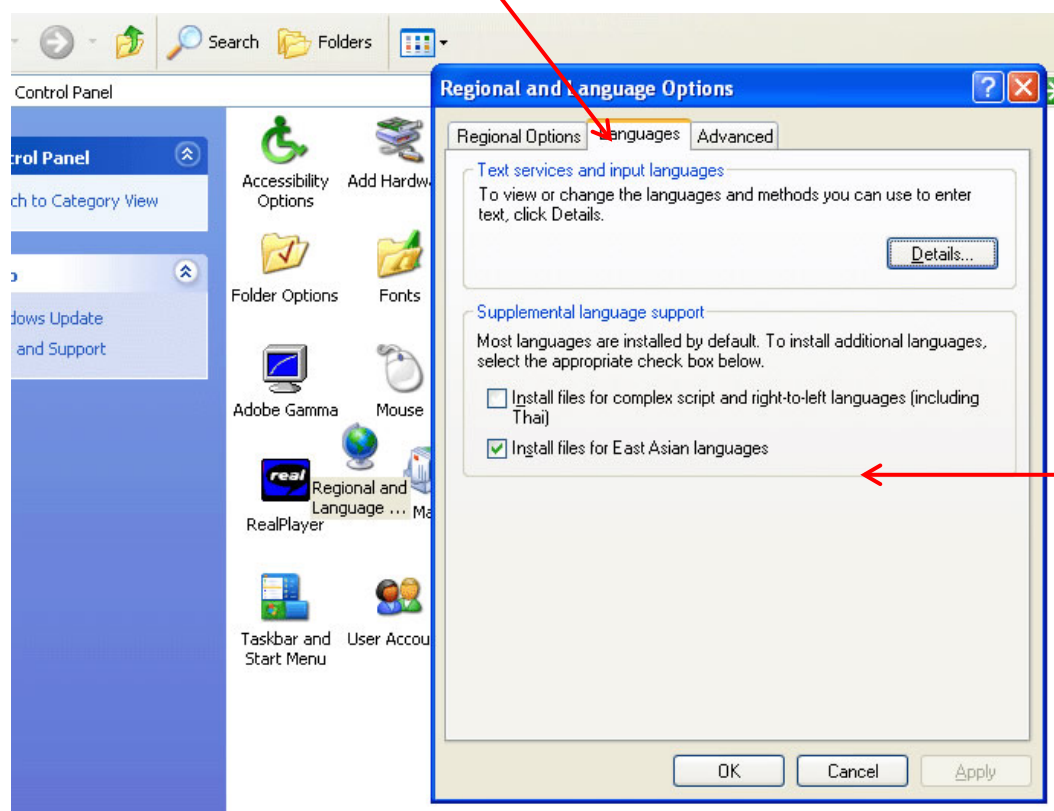 Search
Folders
Control Panel
trol Panel
ch to Category View
dows Update
and Support
Accessibility
Options
Add Hardw
Folder Options
Fonts
Adobe Gamma
Mouse
real
RealPlayer
Regional and
Language ...
Ma
Taskbar and
Start Menu
User Accou
Regional and Language Options
Regional Options
Languages
Advanced
Text services and input languages
To view or change the languages and methods you can use to enter
text, click Details.
Details...
Supplemental language support
Most languages are installed by default. To install additional languages,
select the appropriate check box below.
Install files for complex script and right-to-left languages (including
Thai)
Install files for East Asian languages
OK
Cancel
Apply